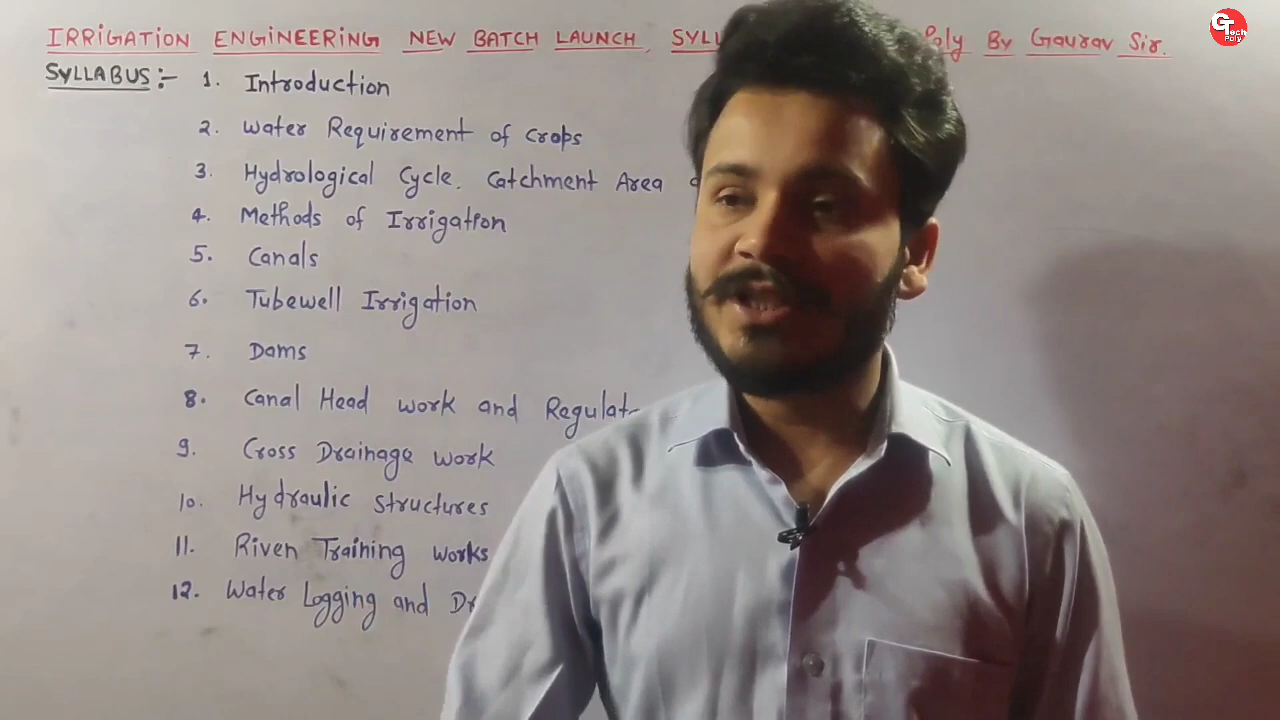 IRRIGATION ENGINEERING NEW BATCH LAUNCH, Poly By Gaurav Sir.
GTech Poly
SYLLABUS:- 1. Introduction
2. Water Requirement of Crops
3. Hydrological Cycle. Catchment Area
4. Methods of Irrigation
5. Canals
6. Tubewell Irrigation
7. Dams
8. Canal Head work and
9. Cross Drainage work
10. Hydraulic structures
11. Riven Training works
12. Water Logging and